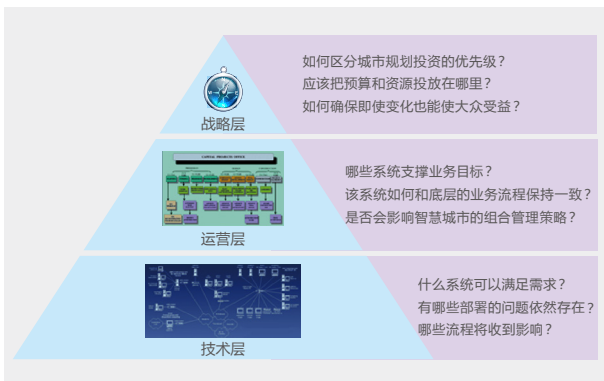 如何区分城市规划投资的优先级？
应该把预算和资源投放在哪里？
如何确保即使变化也能使大众受益？
战略层
哪些系统支撑业务目标？
该系统如何和底层的业务流程保持一致？
是否会影响智慧城市的组合管理策略？
运营层
什么系统可以满足需求？
有哪些部署的问题依然存在？
哪些流程将收到影响？
技术层